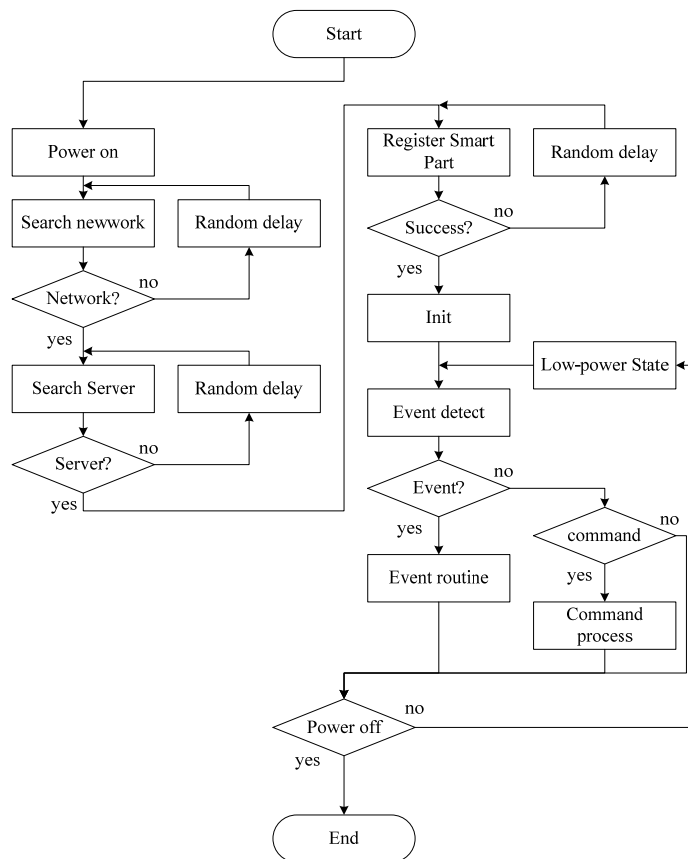 Start
Power on
Search newwork
Random delay
Network?
no
yes
Search Server
Random delay
Server?
no
yes
Register Smart
Part
Random delay
Success?
no
yes
Init
Low-power State
Event detect
Event?
no
yes
command
no
yes
Event routine
Command
process
Power off
no
yes
End